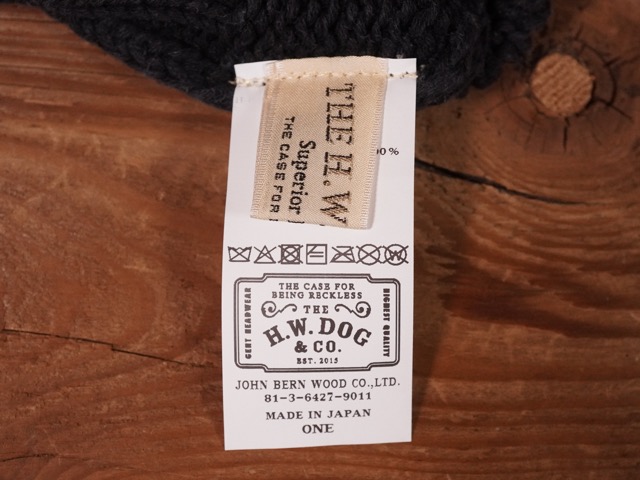 THE H.W
Superior
THE CASE FOR
0%
THE CASE FOR
BEING RECKLESS
GENT HEADWEAR
THE
H.W. DOG
& CO.
EST. 2015
HIGHEST QUALITY
JOHN BERN WOOD CO.,LTD.
81-3-6427-9011
MADE IN JAPAN
ONE